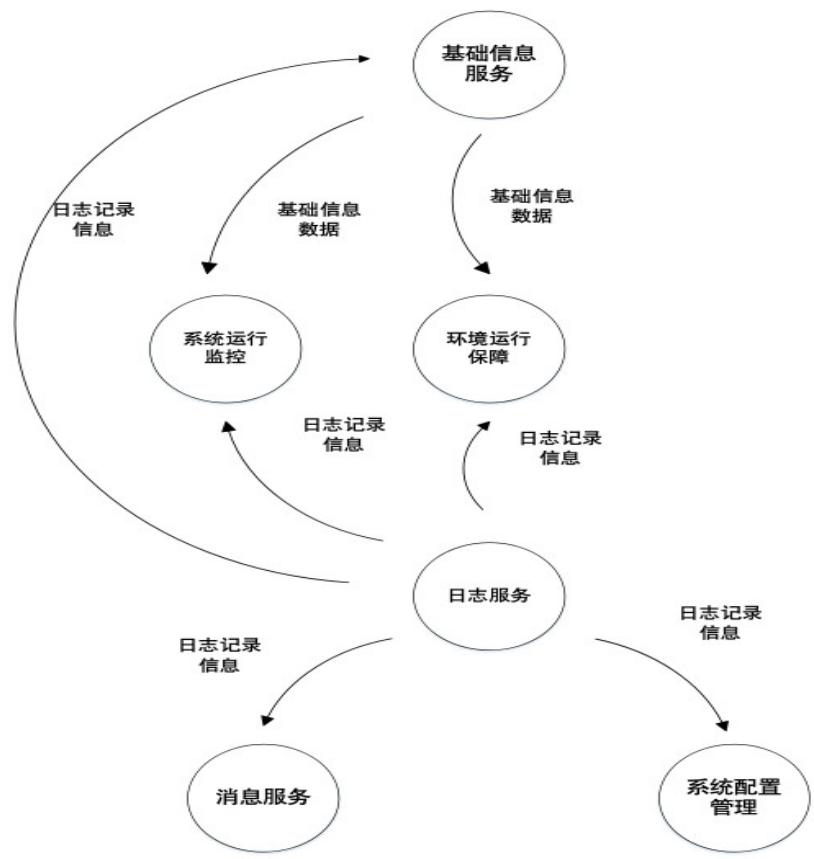 基础信息
服务
日志记录
信息
基础信息
数据
基础信息
数据
系统运行
监控
环境运行
保障
日志记录
信息
日志记录
信息
日志服务
日志记录
信息
日志记录
信息
消息服务
系统配置
管理